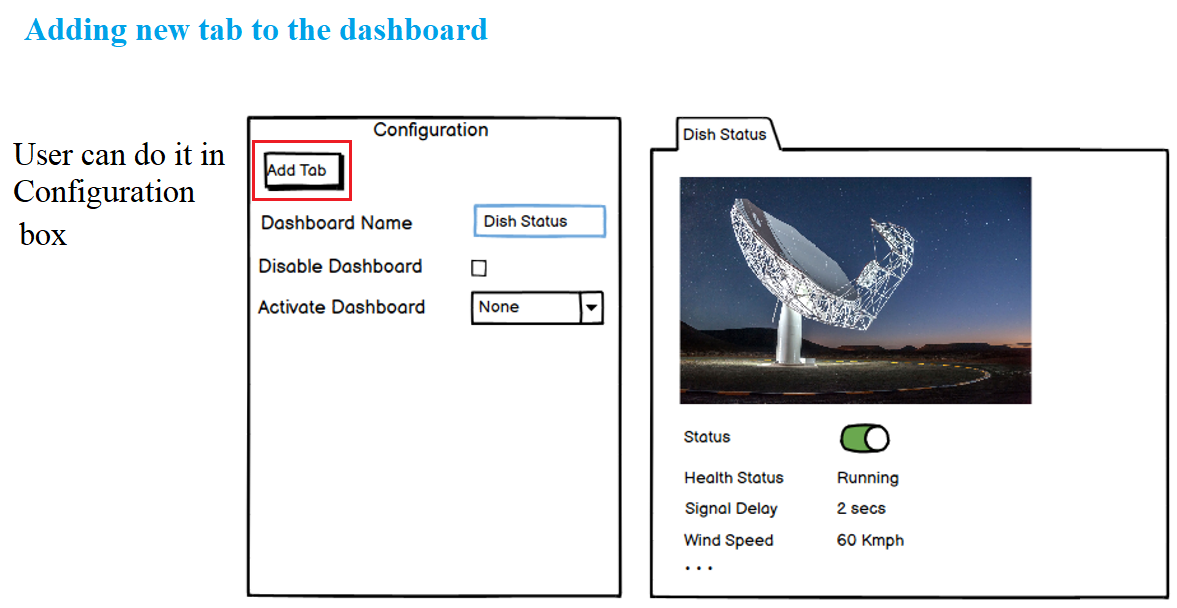 Adding new tab to the dashboard
User can do it in
Configuration
box
Configuration
Add Tab
Dashboard Name Dish Status
Disable Dashboard
Activate Dashboard None
Dish Status
Status
Health Status Running
Signal Delay 2 secs
Wind Speed 60 Kmph
...